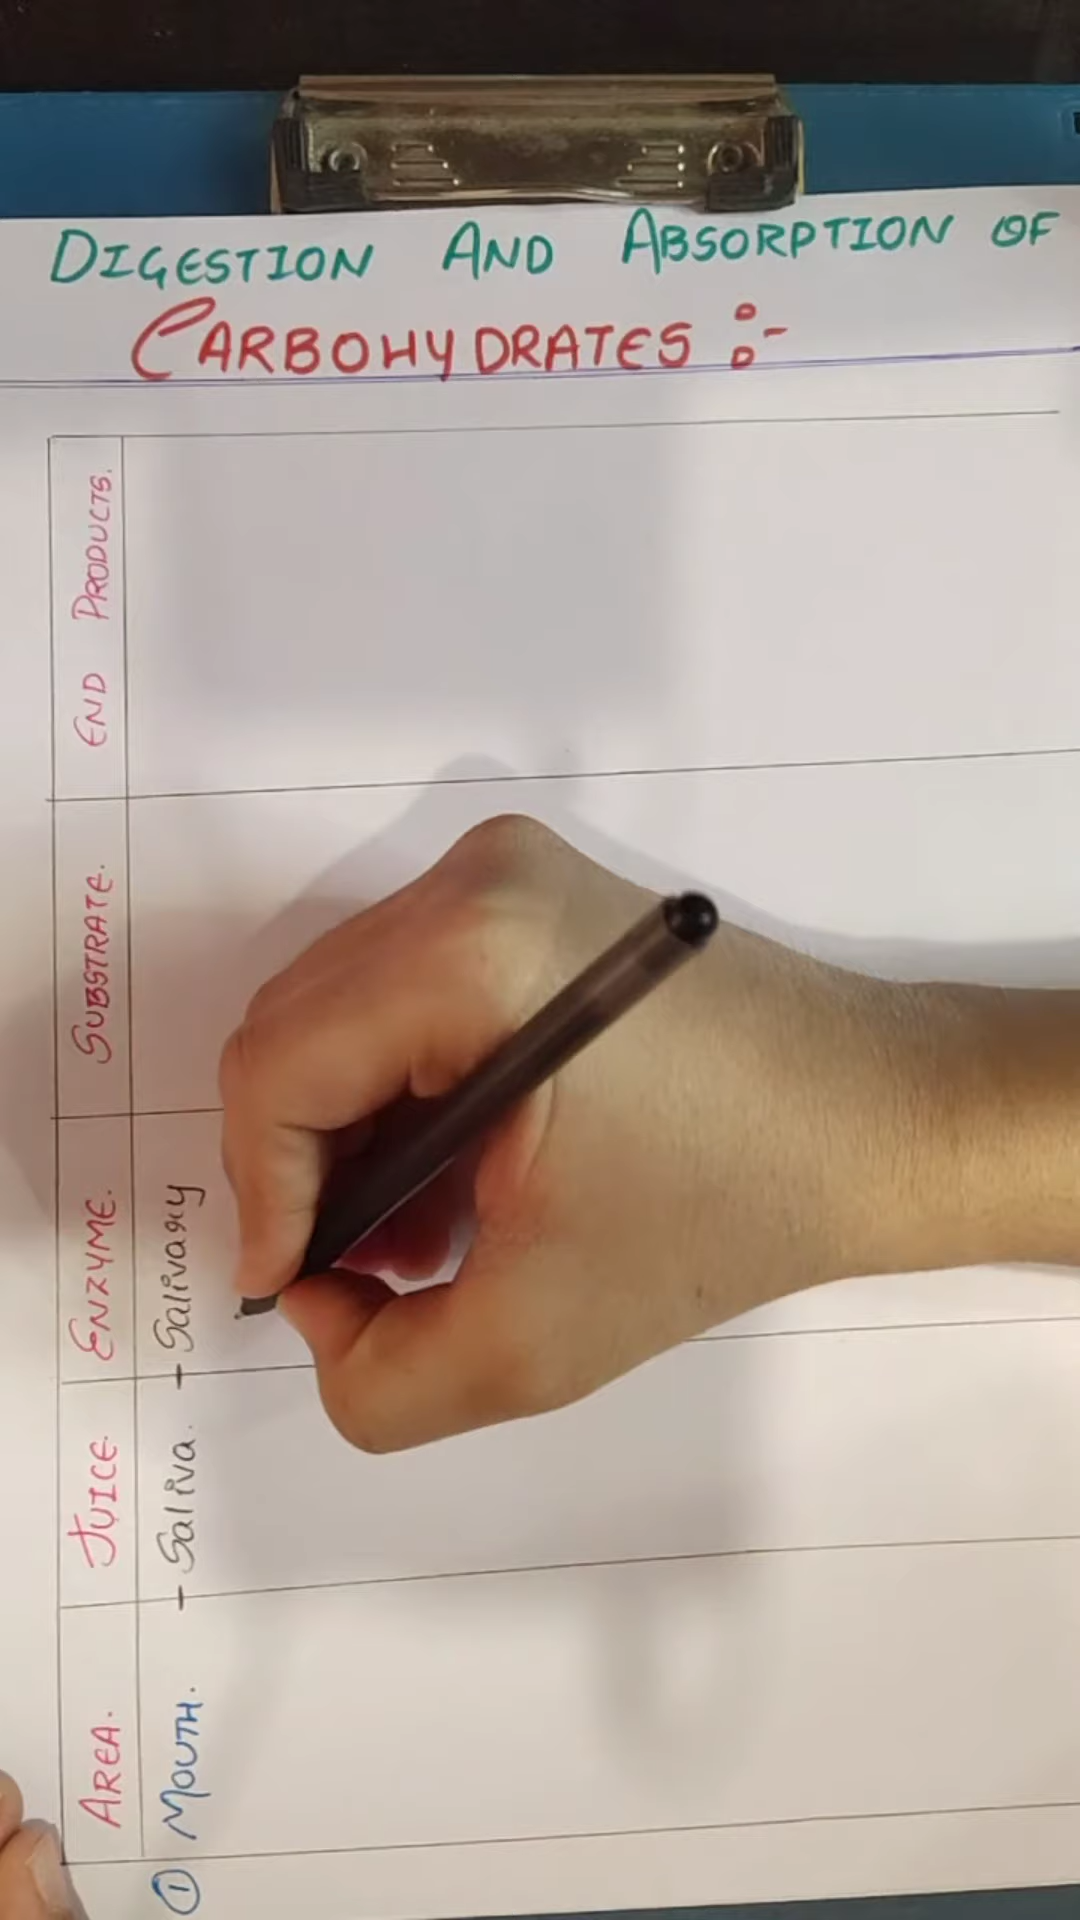 DIGESTION AND ABSORPTION OF
CARBOHYDRATES :-
AREA. JUICE. ENZYME. SUBSTRATE. END PRODUCTS.
① MOUTH. - Saliva. - Salivary